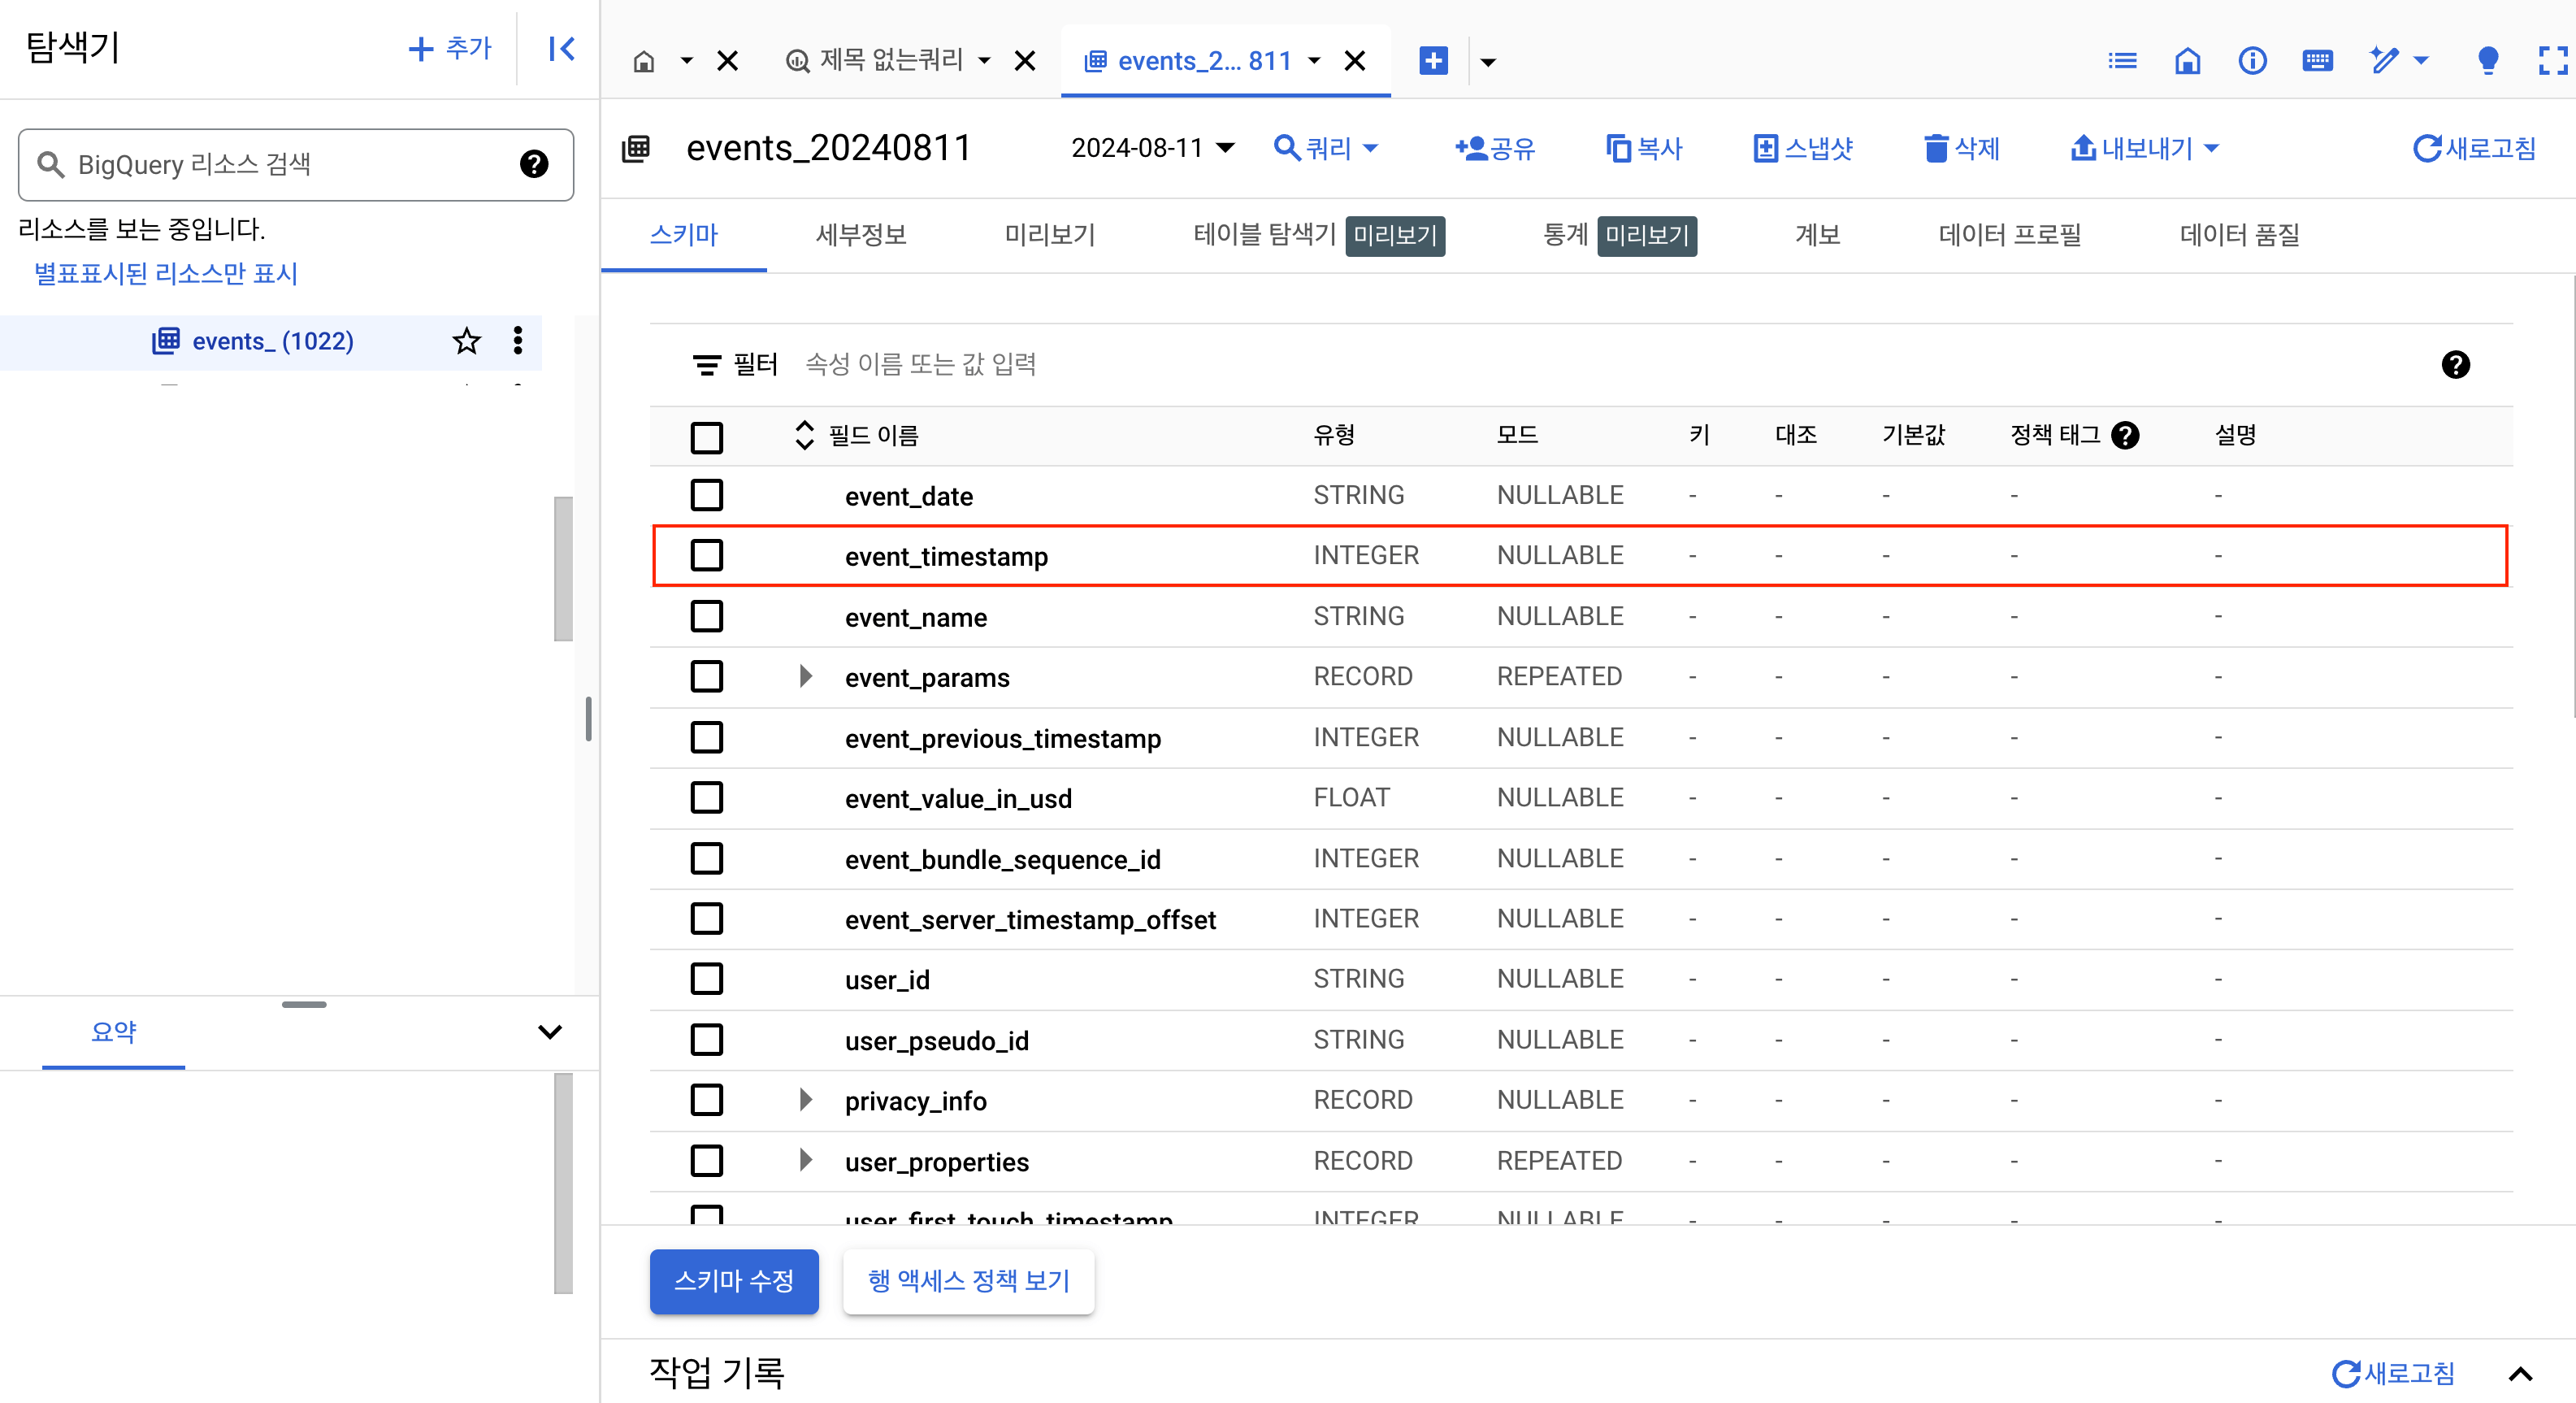 탐색기
추가
BigQuery 리소스 검색
리소스를 보는 중입니다.
별표표시된 리소스만 표시
events_ (1022)
요약
제목 없는쿼리
events_2... 811
events_20240811
2024-08-11
쿼리
공유
복사
스냅샷
삭제
내보내기
새로고침
스키마 세부정보 미리보기 테이블 탐색기 미리보기 통계 미리보기 계보 데이터 프로필 데이터 품질
필터 속성 이름 또는 값 입력
필드 이름 유형 모드 키 대조 기본값 정책 태그 설명
event_date STRING NULLABLE - - - - -
event_timestamp INTEGER NULLABLE - - - - -
event_name STRING NULLABLE - - - - -
event_params RECORD REPEATED - - - - -
event_previous_timestamp INTEGER NULLABLE - - - - -
event_value_in_usd FLOAT NULLABLE - - - - -
event_bundle_sequence_id INTEGER NULLABLE - - - - -
event_server_timestamp_offset INTEGER NULLABLE - - - - -
user_id STRING NULLABLE - - - - -
user_pseudo_id STRING NULLABLE - - - - -
privacy_info RECORD NULLABLE - - - - -
user_properties RECORD REPEATED - - - - -
user_first_touch_timestamp INTEGER NULLABLE - - - - -
스키마 수정
행 액세스 정책 보기
작업 기록
새로고침